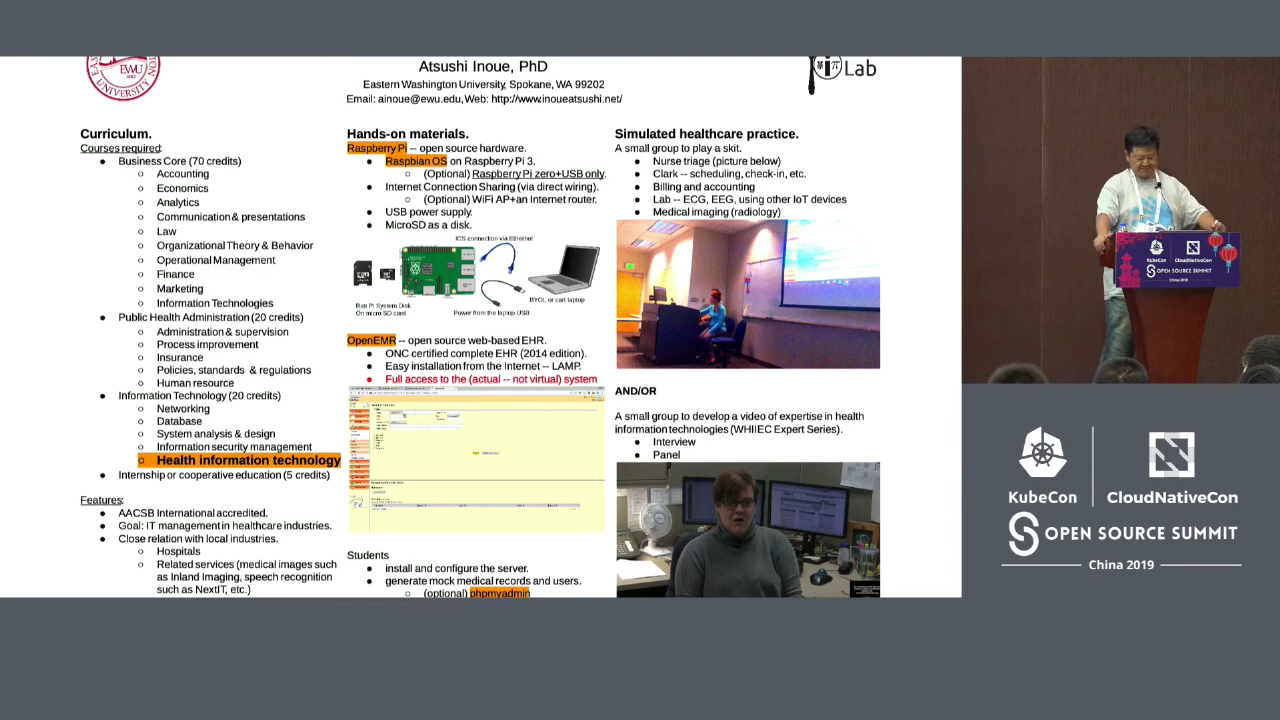 EWU
1882
UNIVERSITY
Atsushi Inoue, PhD
Eastern Washington University, Spokane, WA 99202
Email: ainoue@ewu.edu, Web: http://www.inoueatsushi.net/
Lab
Curriculum.
Courses required:
● Business Core (70 credits)
○ Accounting
○ Economics
○ Analytics
○ Communication & presentations
○ Law
○ Organizational Theory & Behavior
○ Operational Management
○ Finance
○ Marketing
○ Information Technologies
● Public Health Administration (20 credits)
○ Administration & supervision
○ Process improvement
○ Insurance
○ Policies, standards & regulations
○ Human resource
● Information Technology (20 credits)
○ Networking
○ Database
○ System analysis & design
○ Information security management
○ Health information technology
● Internship or cooperative education (5 credits)
Features:
● AACSB International accredited.
● Goal: IT management in healthcare industries.
● Close relation with local industries.
○ Hospitals
○ Related services (medical images such
as Inland Imaging, speech recognition
such as NextIT, etc.)
Hands-on materials.
Raspberry Pi -- open source hardware.
● Raspbian OS on Raspberry Pi 3.
○ (Optional) Raspberry Pi zero+USB only.
● Internet Connection Sharing (via direct wiring).
○ (Optional) WiFi AP+an Internet router.
● USB power supply.
● MicroSD as a disk.
ICS connection via Ethernet
Ras Pi System Disk
On micro SD card
Power from the laptop USB
BYOL or cart laptop
OpenEMR -- open source web-based EHR.
● ONC certified complete EHR (2014 edition).
● Easy installation from the Internet -- LAMP.
● Full access to the (actual -- not virtual) system
Students
● install and configure the server.
● generate mock medical records and users.
○ (optional) phpmyadmin
Simulated healthcare practice.
A small group to play a skit.
● Nurse triage (picture below)
● Clark -- scheduling, check-in, etc.
● Billing and accounting
● Lab -- ECG, EEG, using other IoT devices
● Medical imaging (radiology)
AND/OR
A small group to develop a video of expertise in health
information technologies (WHIIEC Expert Series).
● Interview
● Panel
KubeCon
CloudNativeCon
OPEN SOURCE SUMMIT
China 2019
KubeCon
CloudNativeCon
OPEN SOURCE SUMMIT
China 2019